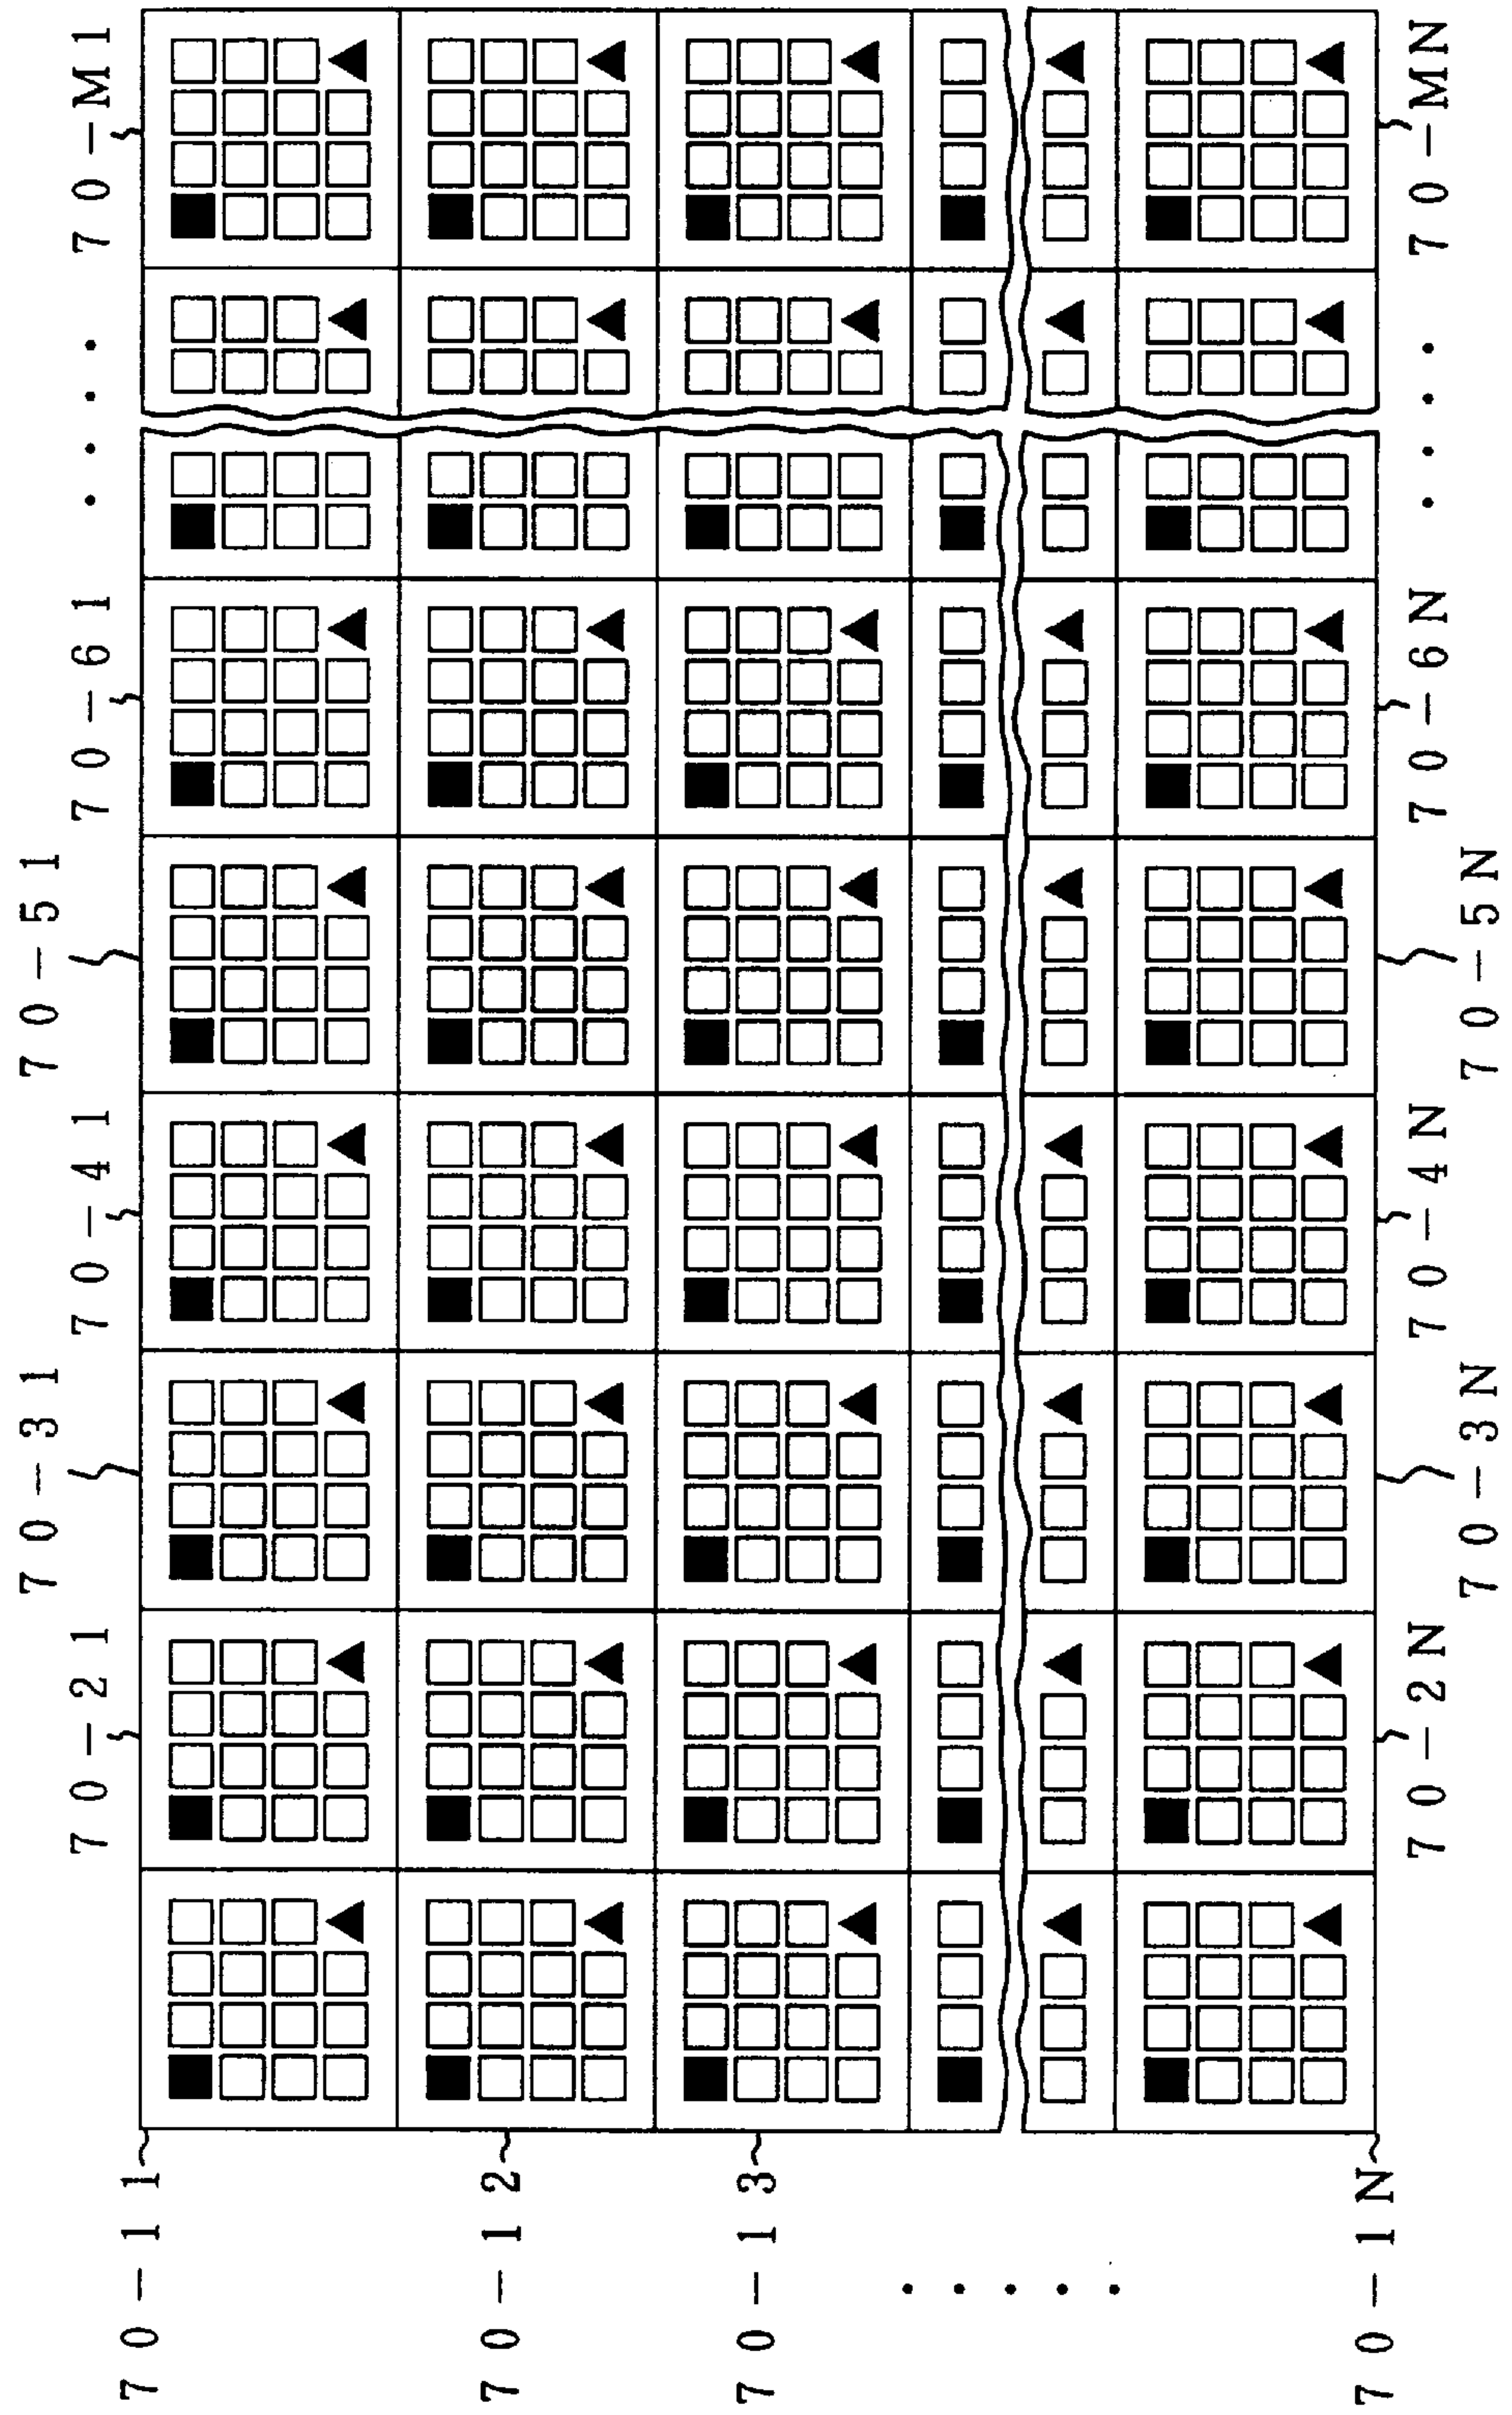 70-11
70-21
70-31
70-41
70-51
70-61
. . . .
70-M1
70-12
70-13
. . . . .
70-1N
70-2N
70-3N
70-4N
70-5N
70-6N
. . . .
70-MN